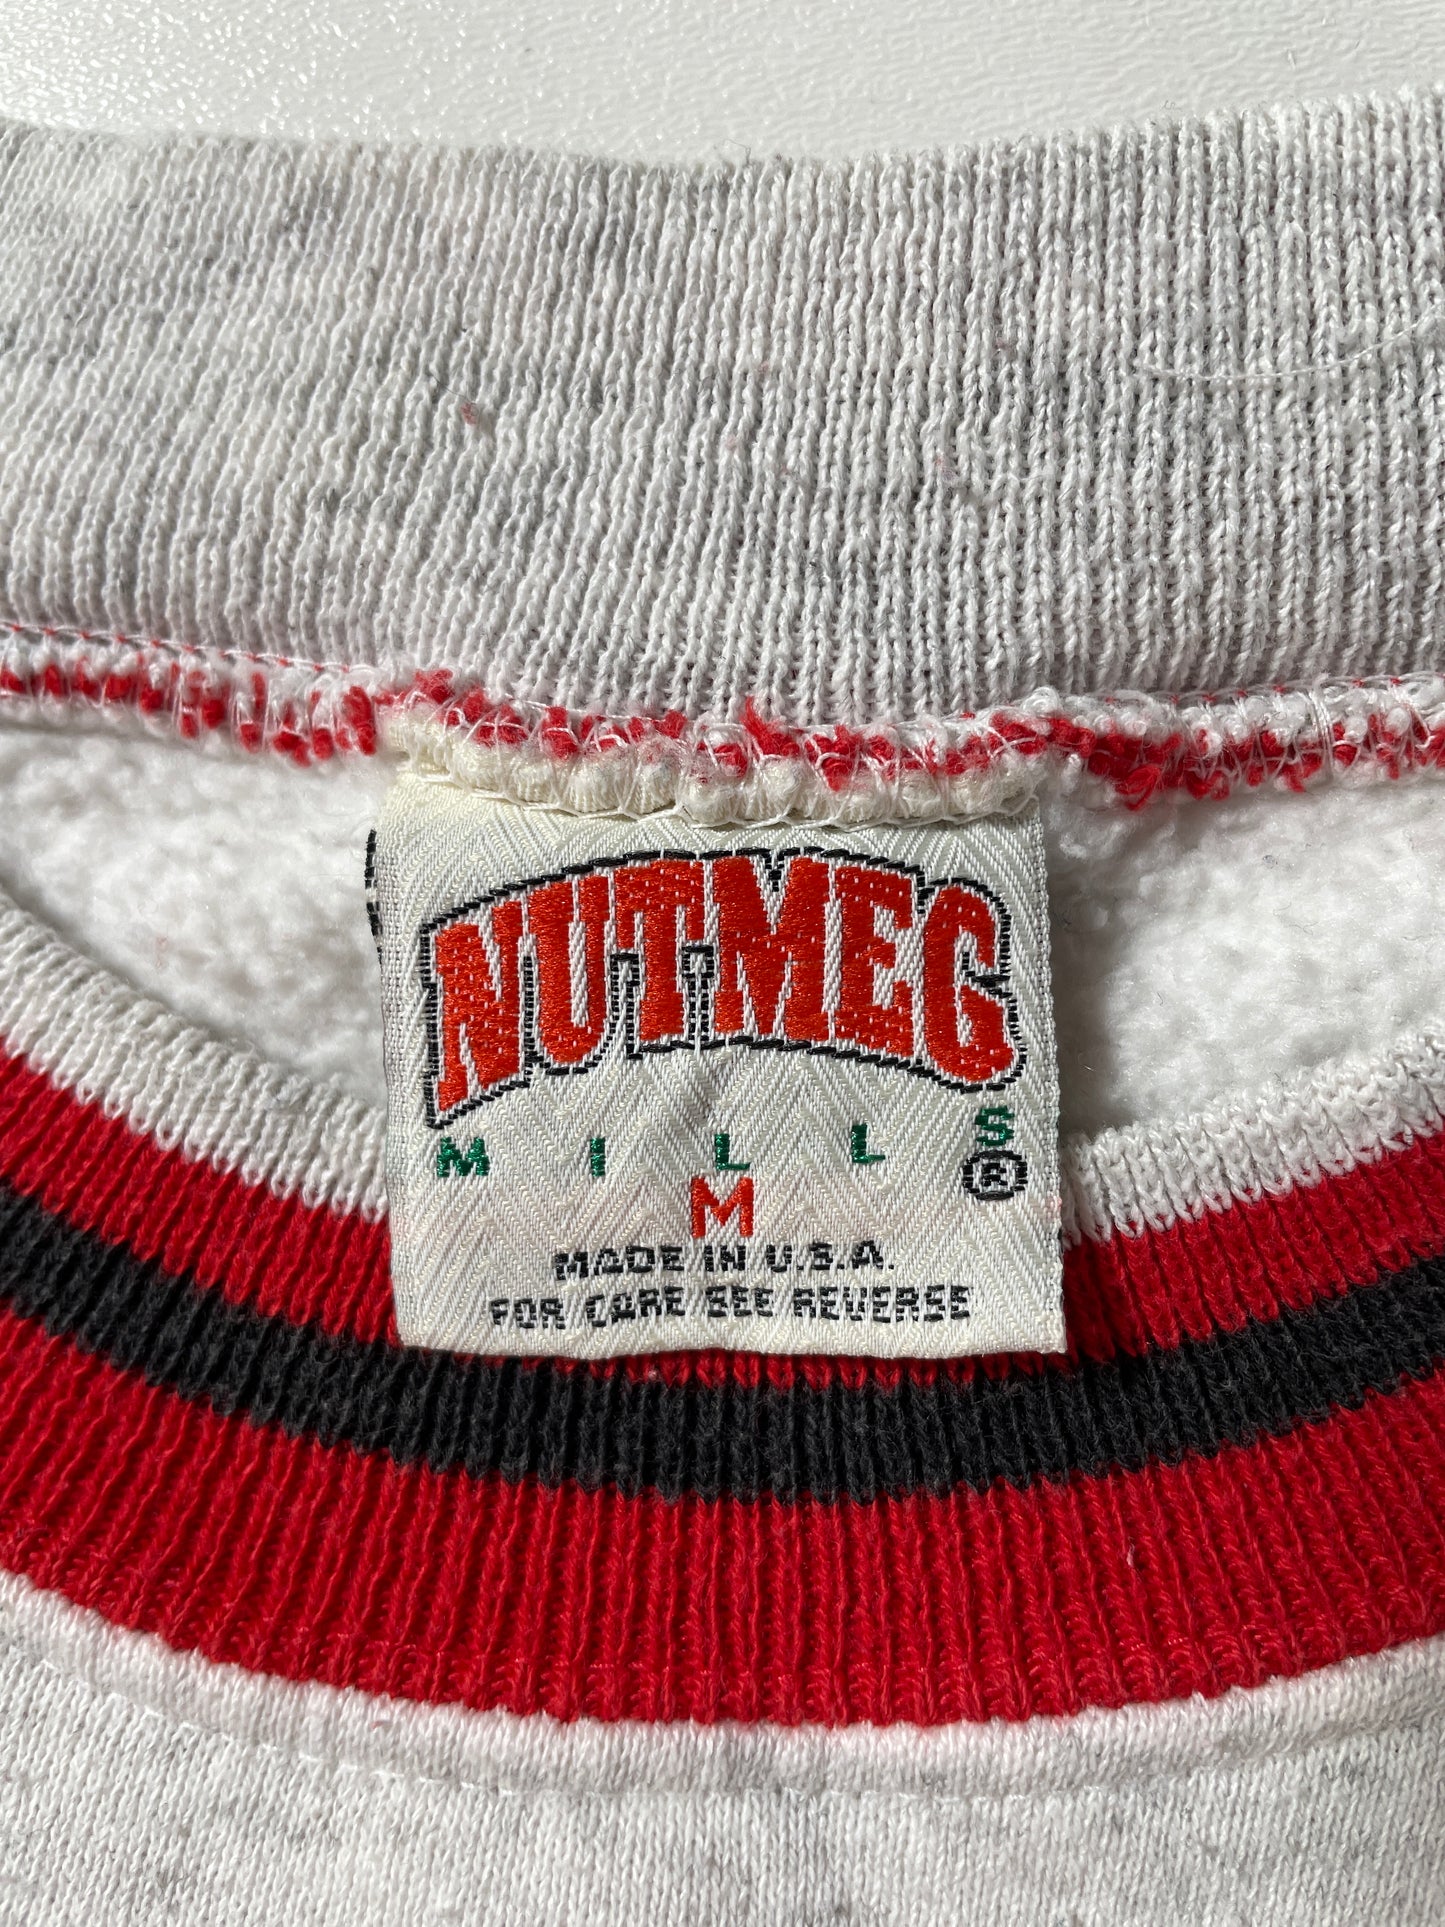 NUTMEG
MILLS®
M
MADE IN U.S.A.
FOR CARE SEE REVERSE